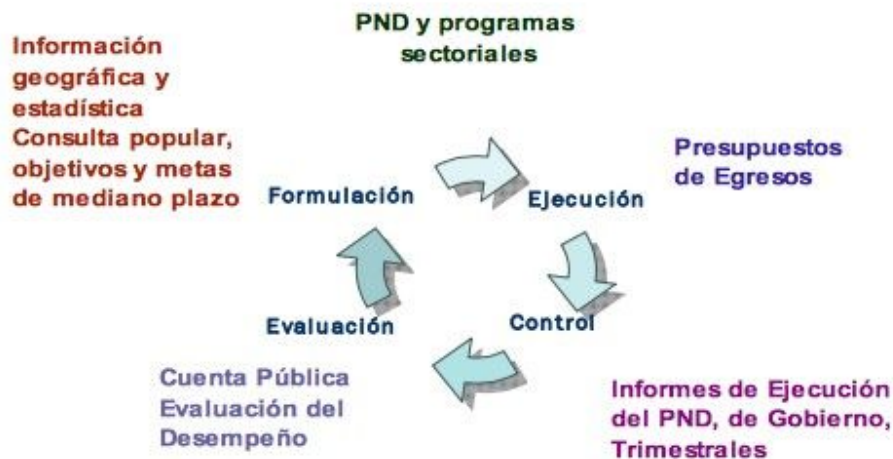 PND y programas
sectoriales
Información
geográfica y
estadística
Consulta popular,
objetivos y metas
de mediano plazo
Formulación
Ejecución
Presupuestos
de Egresos
Evaluación
Control
Cuenta Pública
Evaluación del
Desempeño
Informes de Ejecución
del PND, de Gobierno,
Trimestrales